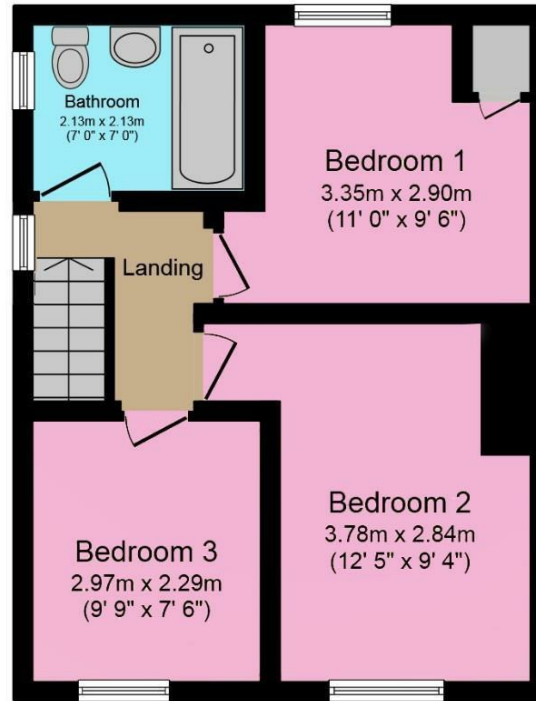 Bathroom
2.13m x 2.13m
(7' 0" x 7' 0")
Bedroom 1
3.35m x 2.90m
(11' 0" x 9' 6")
Landing
Bedroom 2
3.78m x 2.84m
(12' 5" x 9' 4")
Bedroom 3
2.97m x 2.29m
(9' 9" x 7' 6")